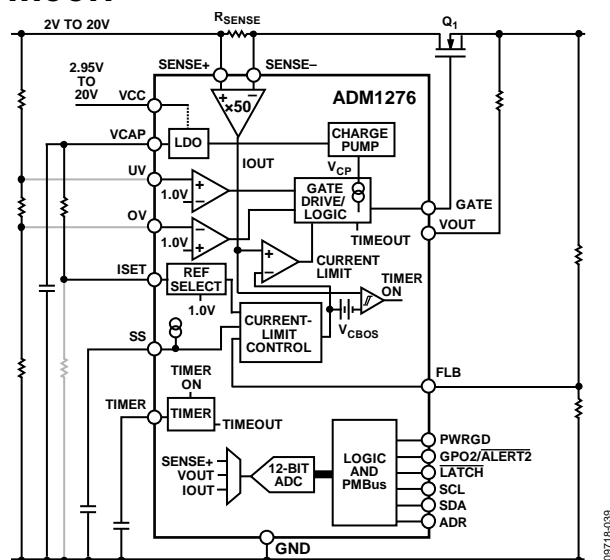 2V TO 20V
RSENSE
Q1
SENSE+
SENSE–
2.95V
TO
20V
VCC
×50
ADM1276
VCAP
LDO
CHARGE
PUMP
IOUT
VCP
UV
1.0V
GATE
DRIVE/
LOGIC
GATE
VOUT
OV
1.0V
TIMEOUT
CURRENT
LIMIT
ISET
REF
SELECT
1.0V
TIMER
ON
VCBOS
CURRENT-
LIMIT
CONTROL
SS
FLB
TIMER
ON
TIMER
TIMER
TIMEOUT
SENSE+
VOUT
IOUT
12-BIT
ADC
LOGIC
AND
PMBus
PWRGD
GPO2/ALERT2
LATCH
SCL
SDA
ADR
GND
09718-039